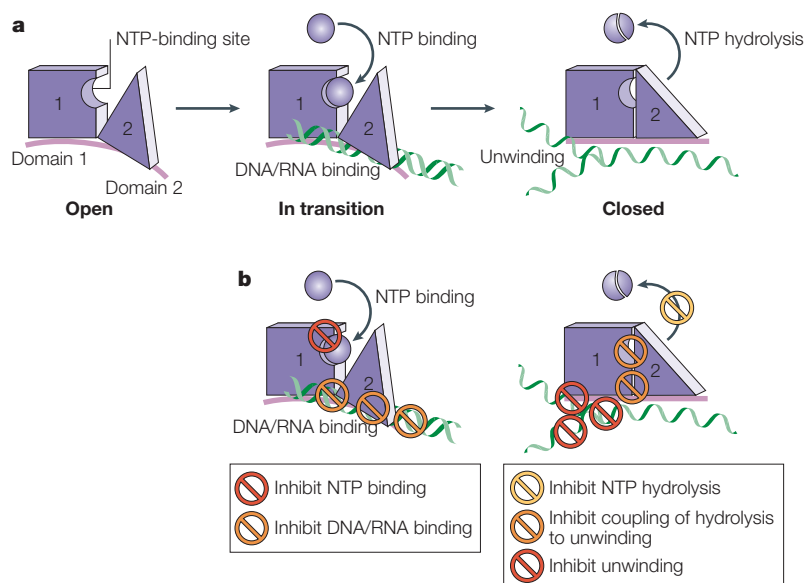 a
NTP-binding site
1
2
Domain 1
Domain 2
Open
NTP binding
1
2
DNA/RNA binding
In transition
NTP hydrolysis
1
2
Unwinding
Closed
b
NTP binding
1
2
DNA/RNA binding
1
2
Inhibit NTP binding
Inhibit DNA/RNA binding
Inhibit NTP hydrolysis
Inhibit coupling of hydrolysis
to unwinding
Inhibit unwinding